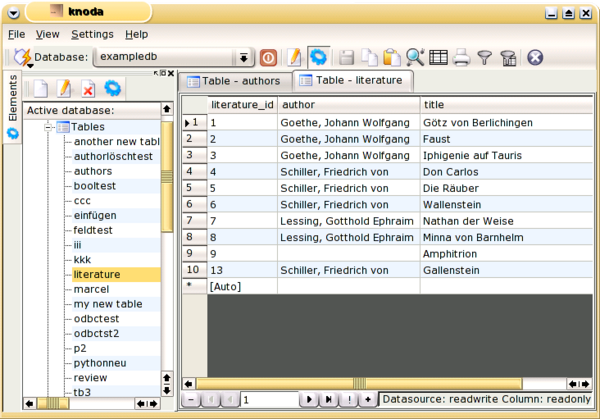 knoda
File View Settings Help
Database: exampledb
Elements
Active database:
Tables
another new tabl
authorlöschtest
authors
booltest
ccc
einfügen
feldtest
iii
kkk
literature
marcel
my new table
odbctest
odbctst2
p2
pythonneu
review
tb3
Table - authors Table - literature
literature_id author title
1 1 Goethe, Johann Wolfgang Götz von Berlichingen
2 2 Goethe, Johann Wolfgang Faust
3 3 Goethe, Johann Wolfgang Iphigenie auf Tauris
4 4 Schiller, Friedrich von Don Carlos
5 5 Schiller, Friedrich von Die Räuber
6 6 Schiller, Friedrich von Wallenstein
7 7 Lessing, Gotthold Ephraim Nathan der Weise
8 8 Lessing, Gotthold Ephraim Minna von Barnhelm
9 9 Amphitrion
10 13 Schiller, Friedrich von Gallenstein
* [Auto]
1 ! Datasource: readwrite Column: readonly